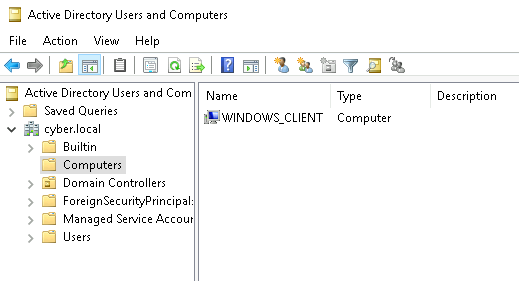 Active Directory Users and Computers
File Action View Help
Active Directory Users and Com
Saved Queries
cyber.local
Builtin
Computers
Domain Controllers
ForeignSecurityPrincipals
Managed Service Accour
Users
Name Type Description
WINDOWS_CLIENT Computer